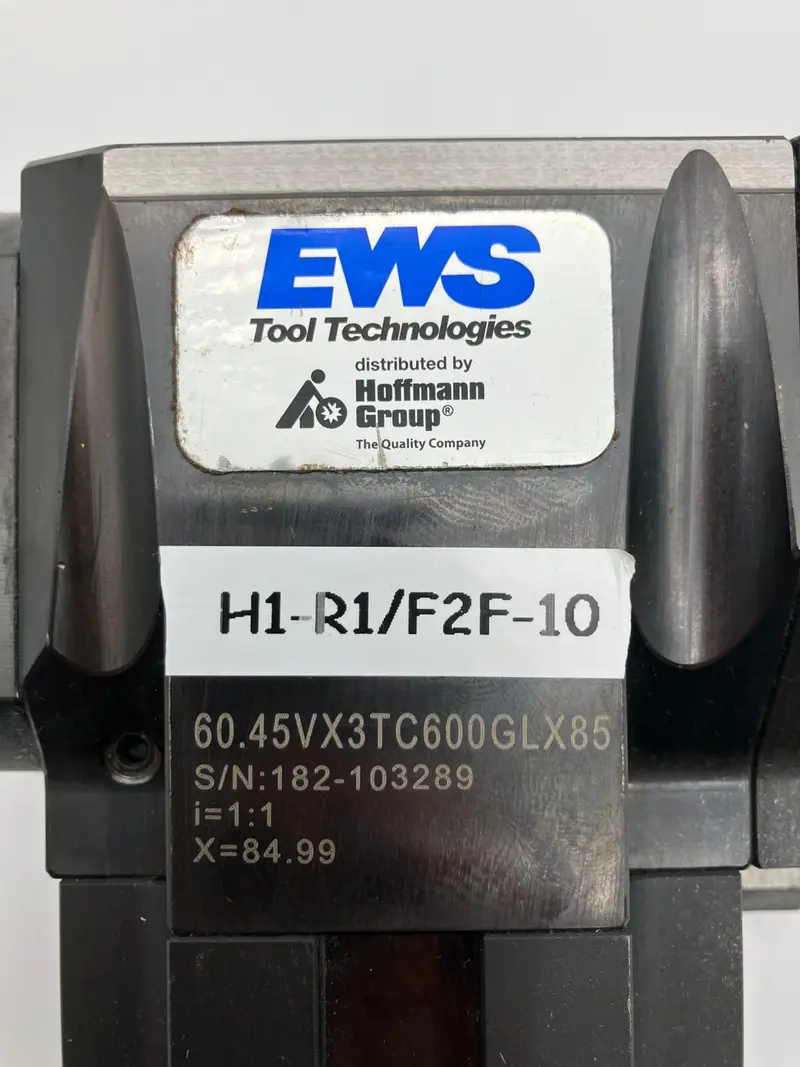 EWS
Tool Technologies
distributed by
Hoffmann
Group®
The Quality Company
H1-R1/F2F-10
60.45VX3TC600GLX85
S/N:182-103289
i=1:1
X=84.99